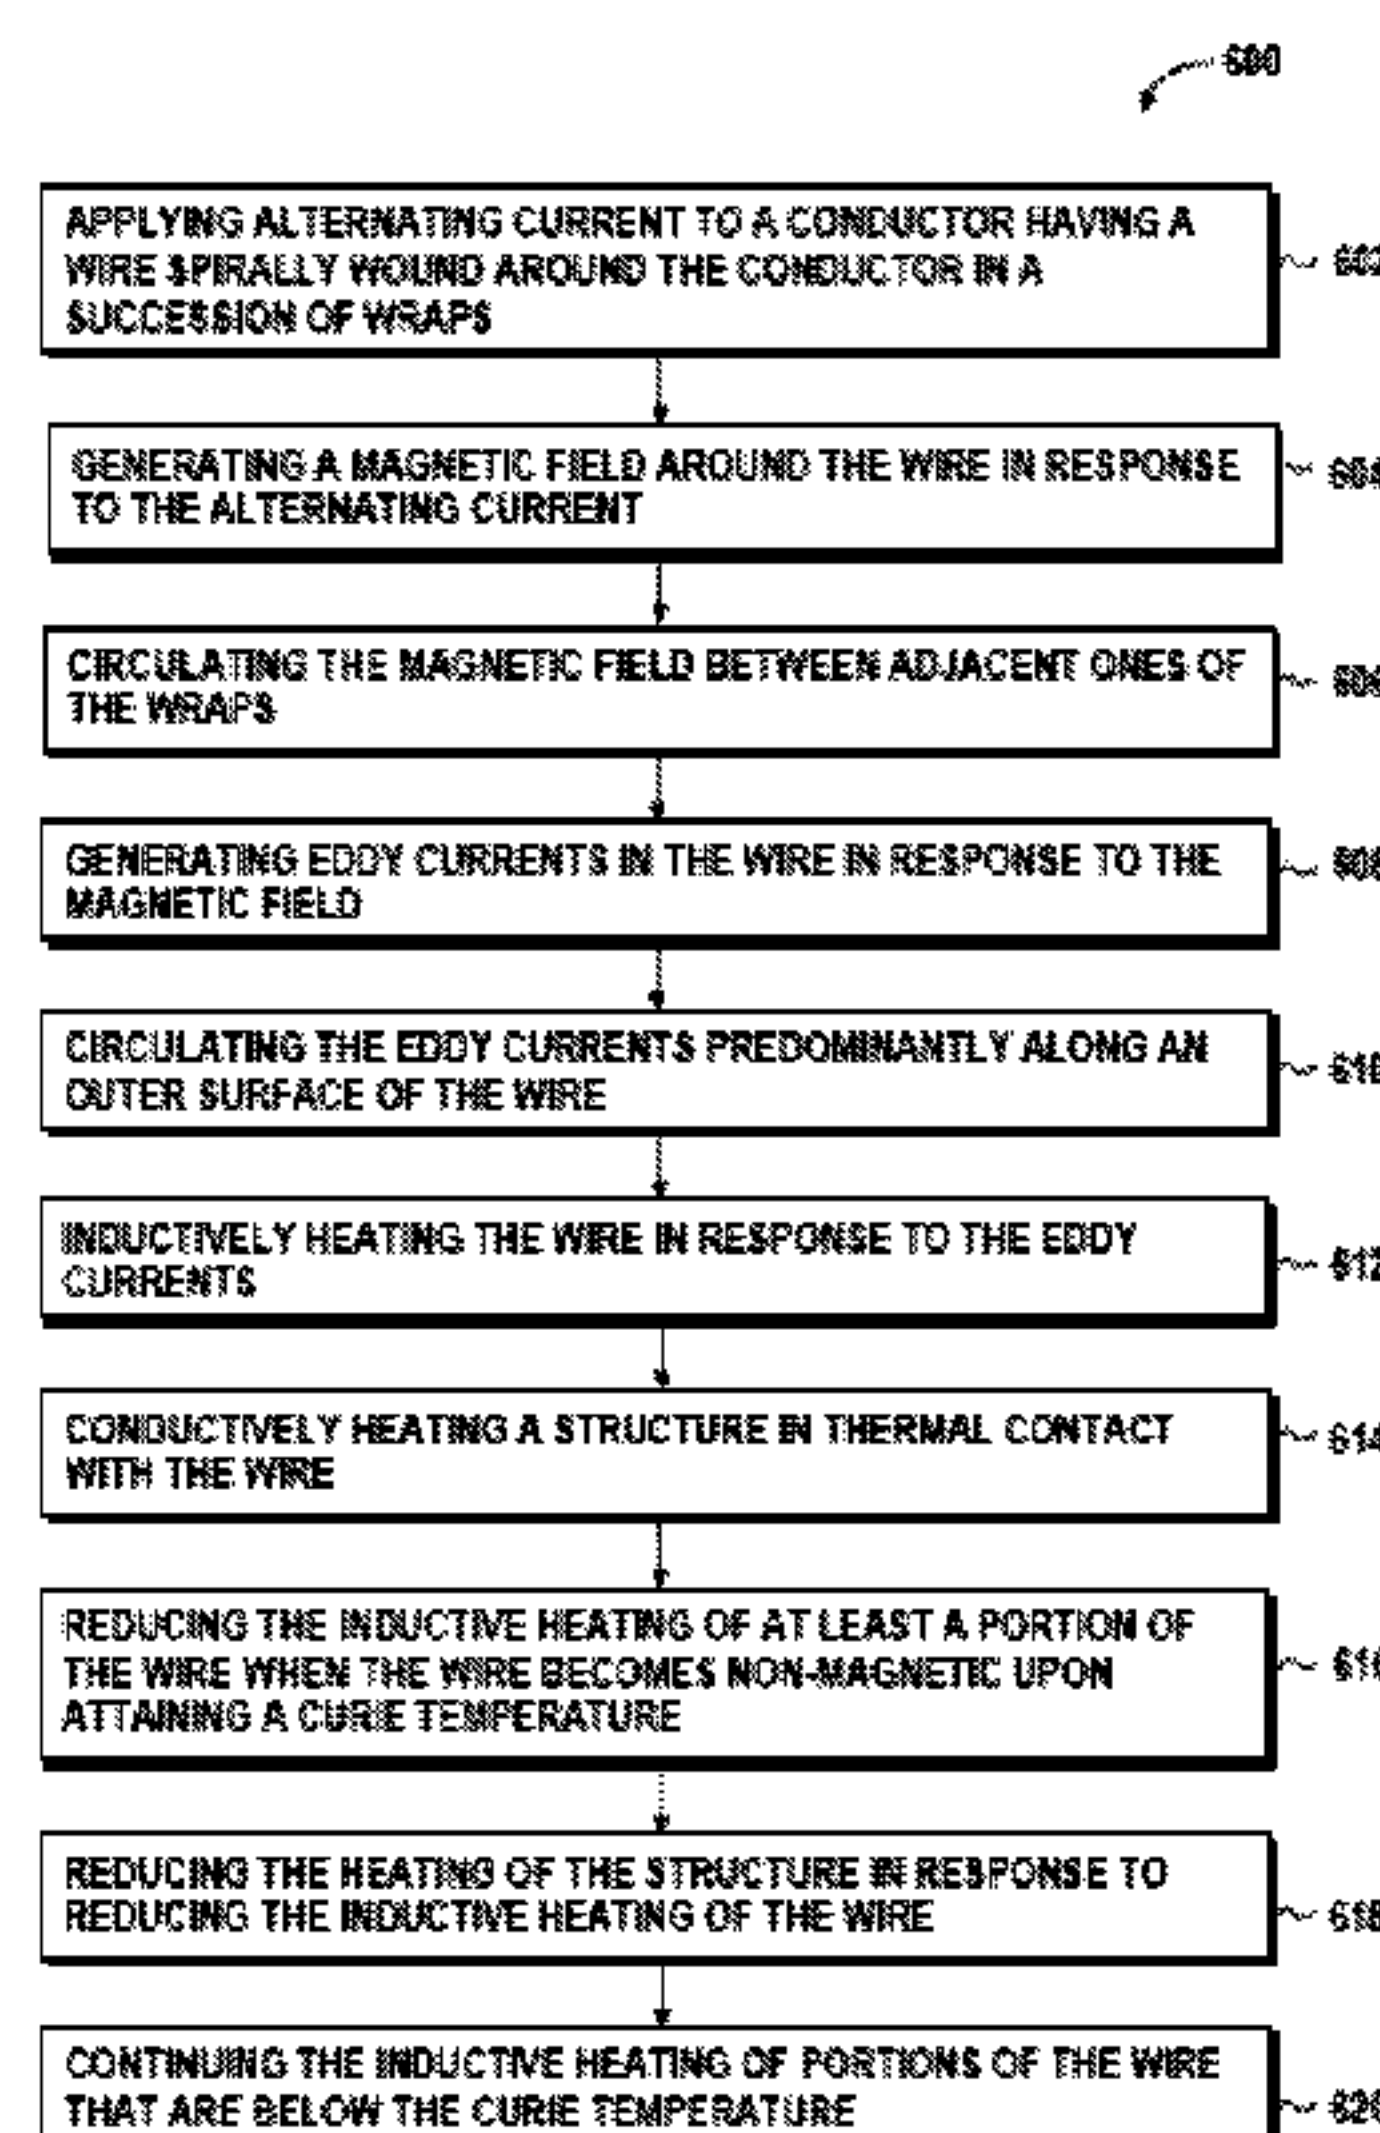 600
APPLYING ALTERNATING CURRENT TO A CONDUCTOR HAVING A
WIRE SPIRALLY WOUND AROUND THE CONDUCTOR IN A
SUCCESSION OF WRAPS
GENERATING A MAGNETIC FIELD AROUND THE WIRE IN RESPONSE
TO THE ALTERNATING CURRENT
CIRCULATING THE MAGNETIC FIELD BETWEEN ADJACENT ONES OF
THE WRAPS
GENERATING EDDY CURRENTS IN THE WIRE IN RESPONSE TO THE
MAGNETIC FIELD
CIRCULATING THE EDDY CURRENTS PREDOMINANTLY ALONG AN
OUTER SURFACE OF THE WIRE
INDUCTIVELY HEATING THE WIRE IN RESPONSE TO THE EDDY
CURRENTS
612
CONDUCTIVELY HEATING A STRUCTURE IN THERMAL CONTACT
WITH THE WIRE
614
REDUCING THE INDUCTIVE HEATING OF AT LEAST A PORTION OF
THE WIRE WHEN THE WIRE BECOMES NON-MAGNETIC UPON
ATTAINING A CURIE TEMPERATURE
REDUCING THE HEATING OF THE STRUCTURE IN RESPONSE TO
REDUCING THE INDUCTIVE HEATING OF THE WIRE
618
CONTINUING THE INDUCTIVE HEATING OF PORTIONS OF THE WIRE
THAT ARE BELOW THE CURIE TEMPERATURE
620